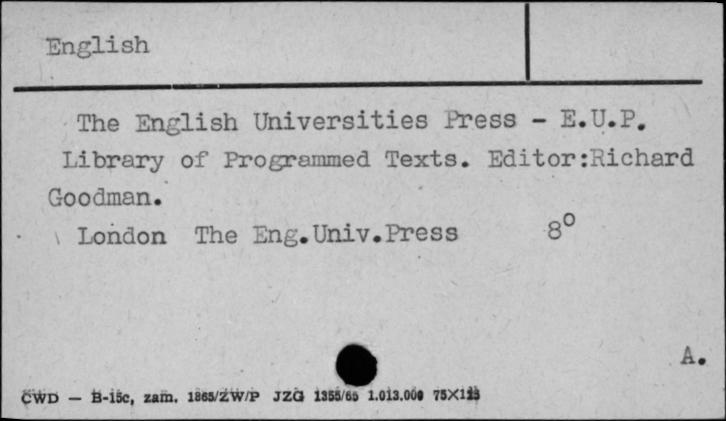 English
The English Universities Press - E.U.P.
Library of Programmed Texts. Editor:Richard
Goodman.
London The Eng.Univ.Press 8°
A.
CWD — B-15c, zam. 1865/ZW/P JZG 1355/65 1.013.000 75X125